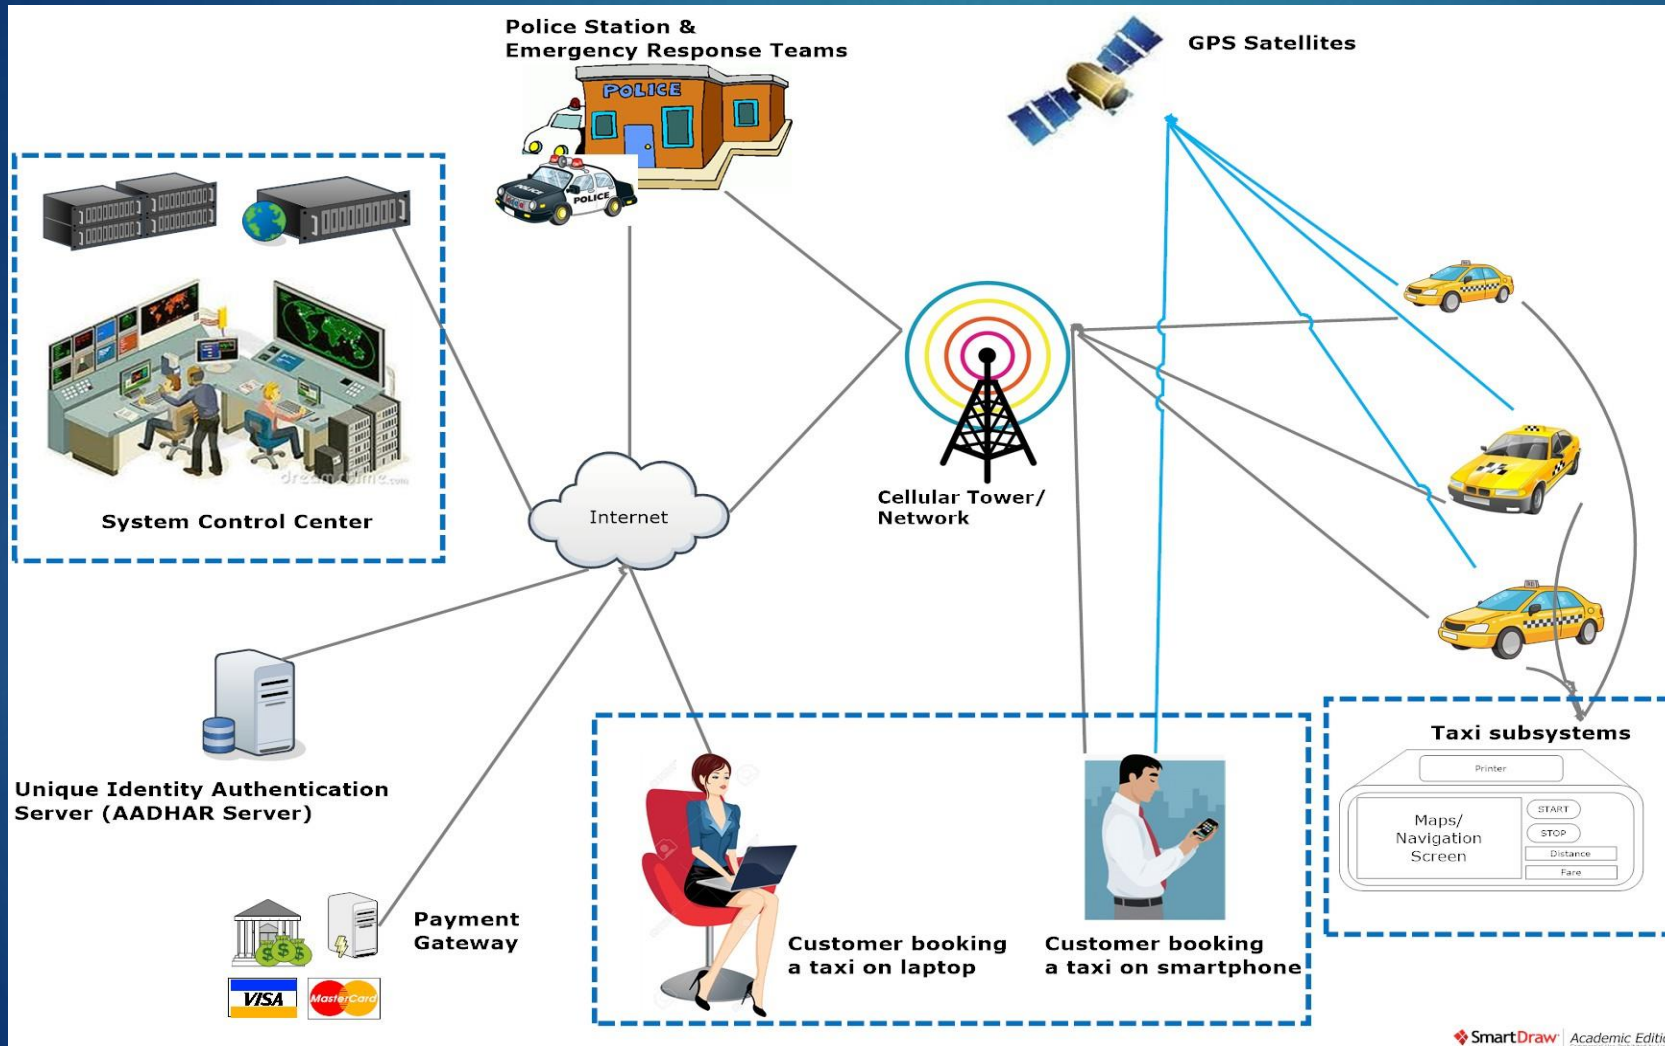 Police Station &
Emergency Response Teams
GPS Satellites
POLICE
POLICE
POLICE
System Control Center
Internet
Cellular Tower/
Network
Unique Identity Authentication
Server (AADHAR Server)
Taxi subsystems
Printer
Maps/
Navigation
Screen
START
STOP
Distance
Fare
Payment
Gateway
VISA
MasterCard
Customer booking
a taxi on laptop
Customer booking
a taxi on smartphone
SmartDraw